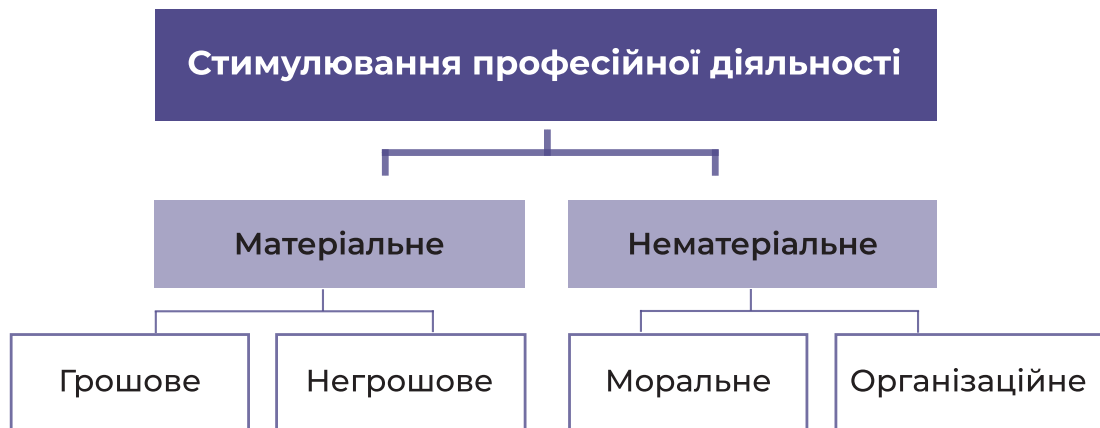 Стимулювання професійної діяльності
Матеріальне
Нематеріальне
Грошове
Негрошове
Моральне
Організаційне